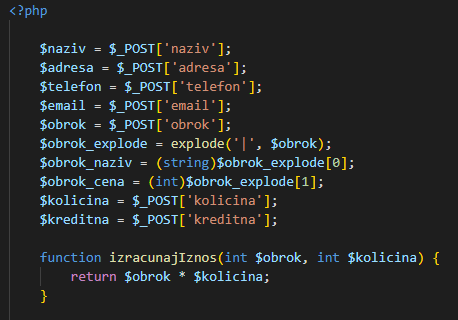 <?php
$naziv = $_POST['naziv'];
$adresa = $_POST['adresa'];
$telefon = $_POST['telefon'];
$email = $_POST['email'];
$obrok = $_POST['obrok'];
$obrok_explode = explode('|', $obrok);
$obrok_naziv = (string)$obrok_explode[0];
$obrok_cena = (int)$obrok_explode[1];
$kolicina = $_POST['kolicina'];
$kreditna = $_POST['kreditna'];
function izracunajIznos(int $obrok, int $kolicina) {
return $obrok * $kolicina;
}